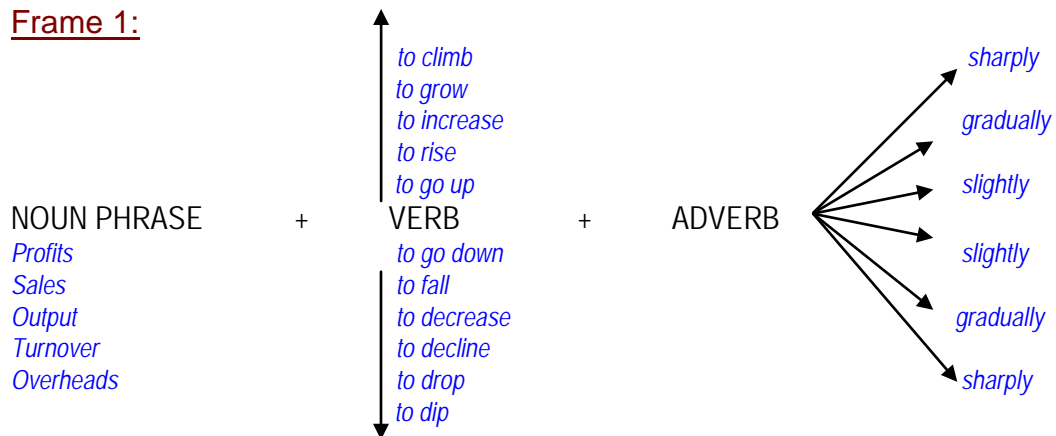 Frame 1:
to climb sharply
to grow
to increase gradually
to rise
to go up slightly
NOUN PHRASE + VERB + ADVERB
Profits to go down slightly
Sales to fall
Output to decrease gradually
Turnover to decline
Overheads to drop sharply
to dip